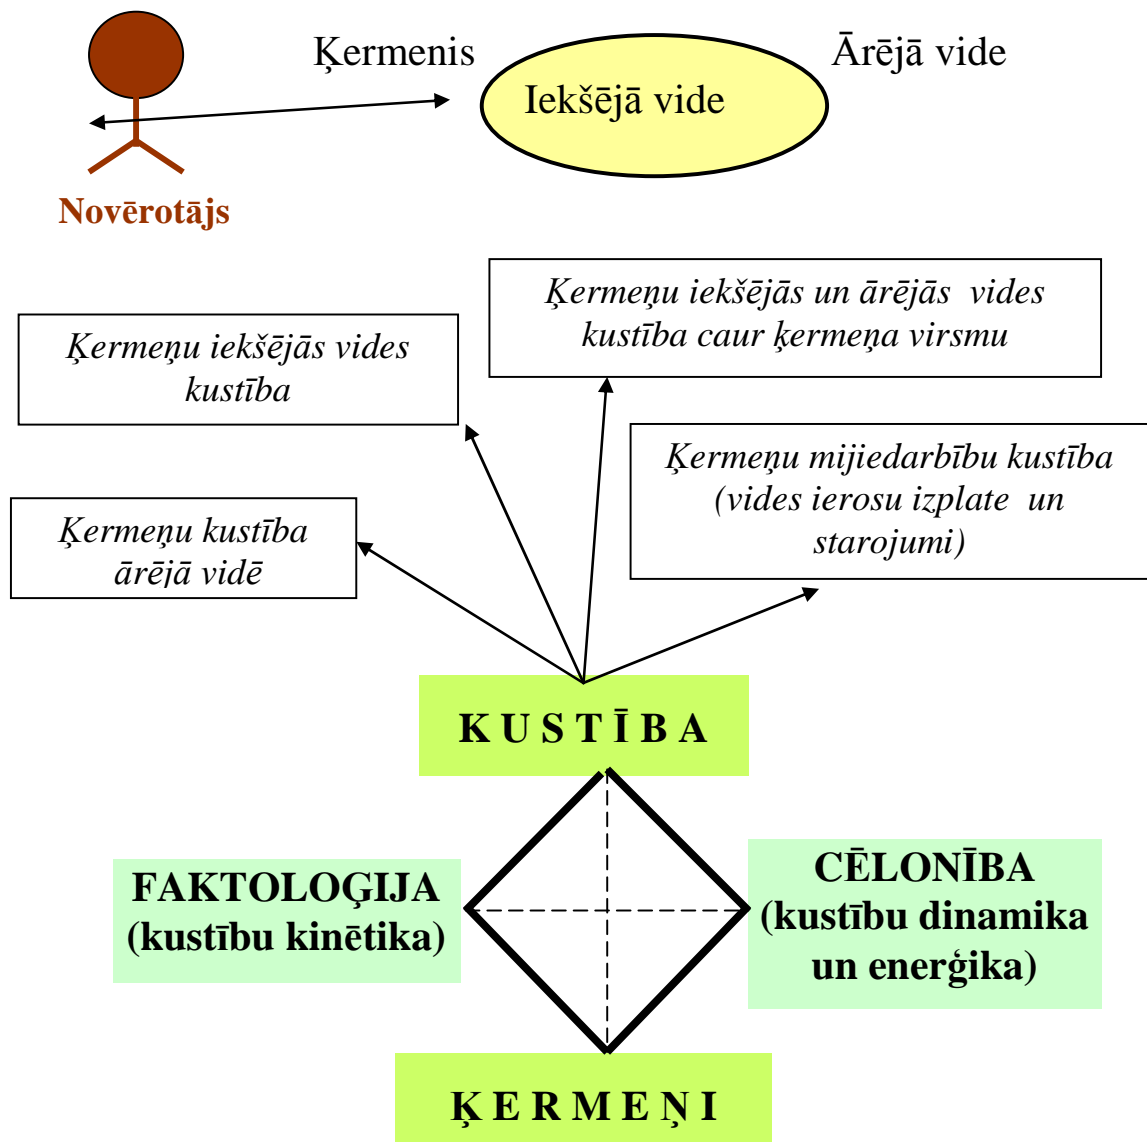 Ķermenis
Ārējā vide
Iekšējā vide
Novērotājs
Ķermeņu iekšējās un ārējās vides
kustība caur ķermeņa virsmu
Ķermeņu iekšējās vides
kustība
Ķermeņu mijiedarbību kustība
(vides ierosu izplate un
starojumi)
Ķermeņu kustība
ārējā vidē
K U S T Ī B A
FAKTOLOĢIJA
(kustību kinētika)
CĒLONĪBA
(kustību dinamika
un enerģika)
Ķ E R M E Ņ I